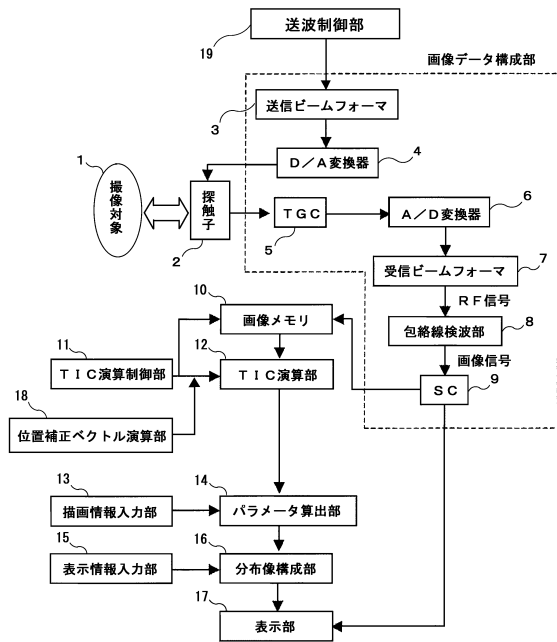 送波制御部
19
画像データ構成部
送信ビームフォーマ
3
D/A変換器
4
1
撮像対象
探触子
2
TGC
5
A/D変換器
6
受信ビームフォーマ
7
RF信号
包絡線検波部
8
画像信号
SC
9
10
画像メモリ
11
TIC演算制御部
12
TIC演算部
18
位置補正ベクトル演算部
13
描画情報入力部
14
パラメータ算出部
15
表示情報入力部
16
分布像構成部
17
表示部